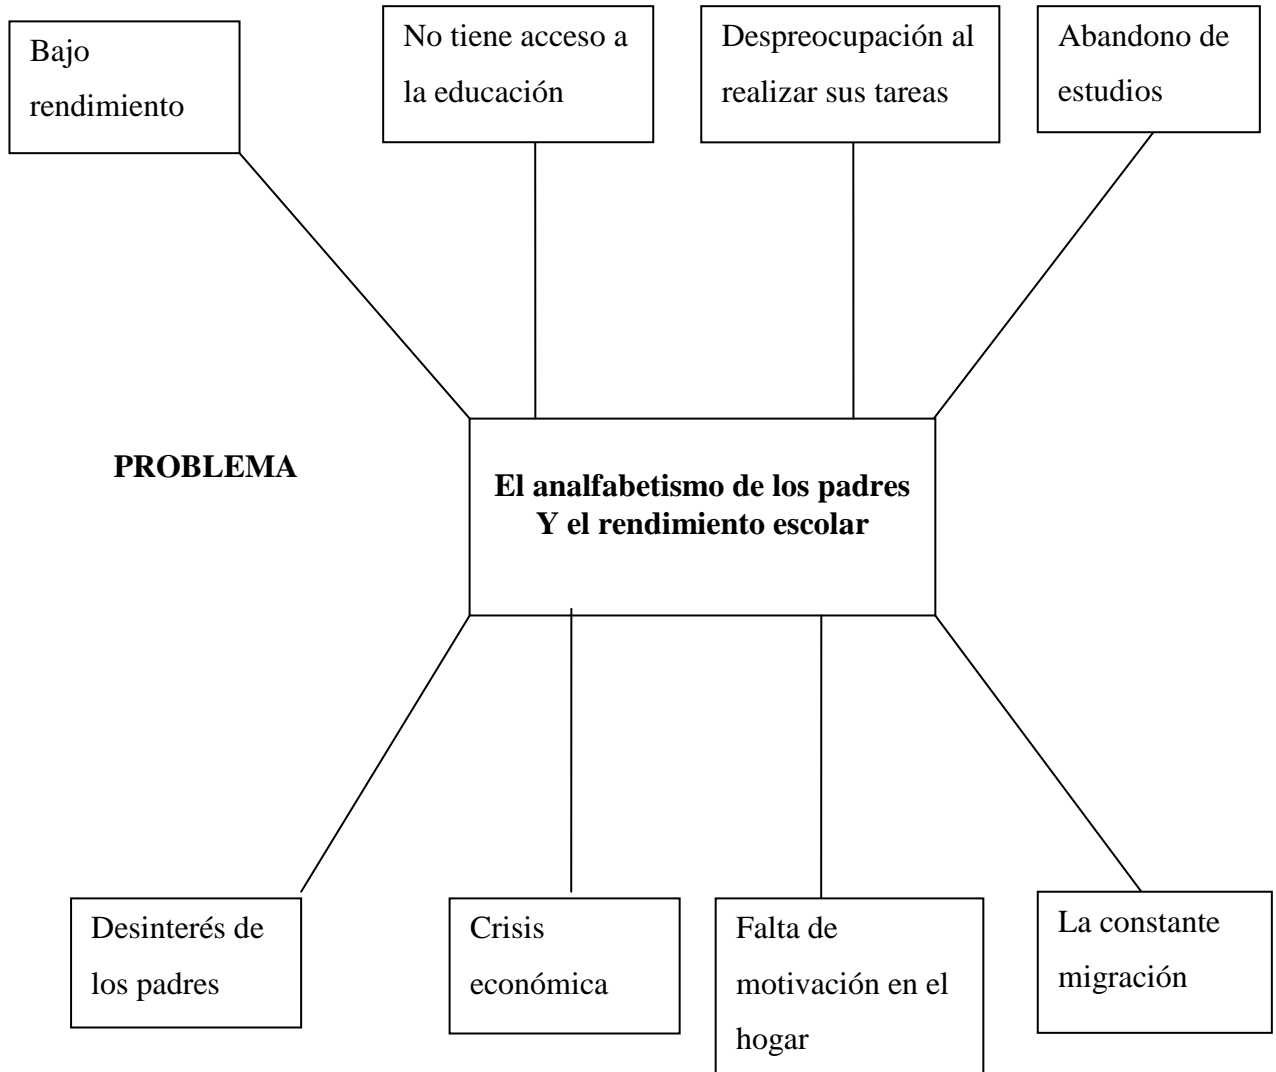 Bajo
rendimiento
No tiene acceso a
la educación
Despreocupación al
realizar sus tareas
Abandono de
estudios
PROBLEMA
El analfabetismo de los padres
Y el rendimiento escolar
Desinterés de
los padres
Crisis
económica
Falta de
motivación en el
hogar
La constante
migración